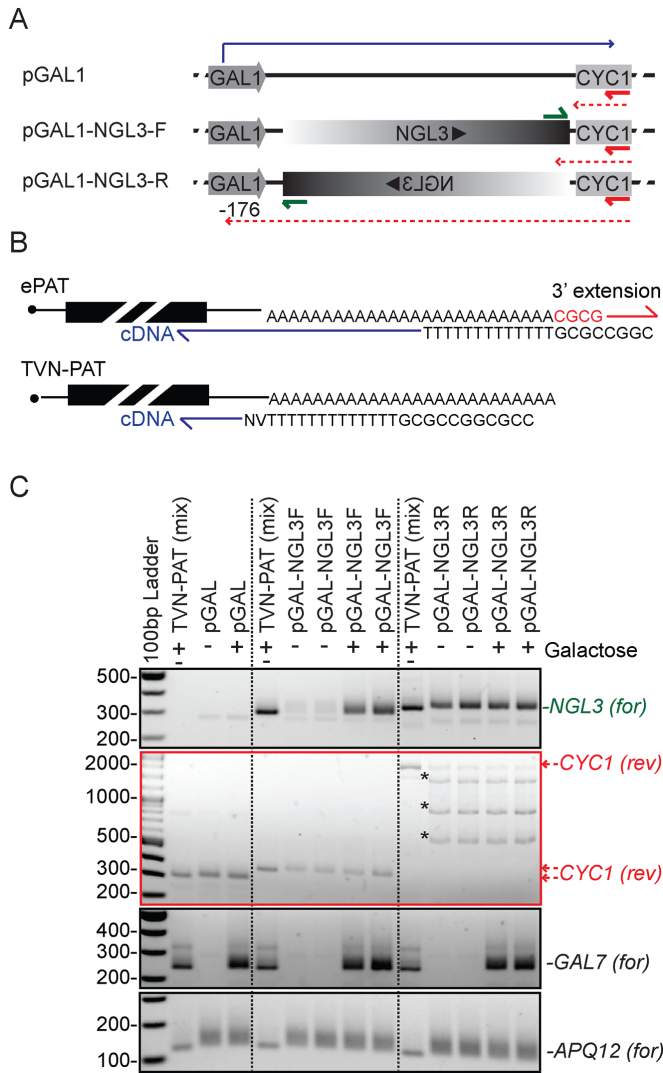 A
pGAL1
GAL1
CYC1
pGAL1-NGL3-F
GAL1
NGL3▶
CYC1
pGAL1-NGL3-R
GAL1
NGL3▶
CYC1
-176
B
ePAT
3' extension
AAAAAAAAAAAAAAAAAAAAAAAAAACGCG
cDNA
TTTTTTTTTTTTTGCGCCGGC
TVN-PAT
AAAAAAAAAAAAAAAAAAAAAAAAAA
cDNA
NVTTTTTTTTTTTTTGCGCCGGCGCC
C
100bp Ladder
TVN-PAT (mix)
pGAL
pGAL
TVN-PAT (mix)
pGAL-NGL3F
pGAL-NGL3F
pGAL-NGL3F
pGAL-NGL3F
TVN-PAT (mix)
pGAL-NGL3R
pGAL-NGL3R
pGAL-NGL3R
pGAL-NGL3R
+ - - + + - - - + + + - - - + + Galactose
500-
300-
200-
-NGL3 (for)
2000-
1000-
500-
300-
200-
*
*
*
-CYC1 (rev)
-CYC1 (rev)
400-
300-
200-
-GAL7 (for)
200-
100-
-APQ12 (for)